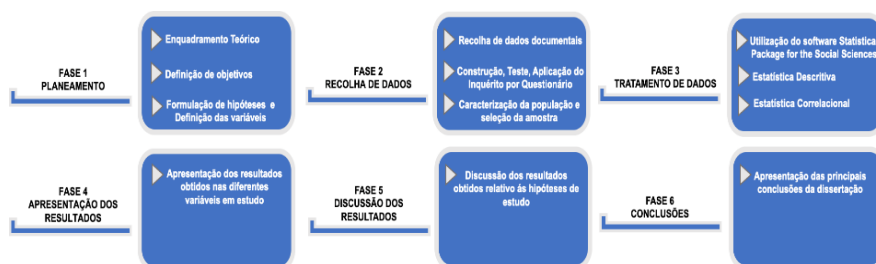 FASE 1
PLANEAMENTO
Enquadramento Teórico
Definição de objetivos
Formulação de hipóteses e
Definição das variáveis
FASE 2
RECOLHA DE DADOS
Recolha de dados documentais
Construção, Teste, Aplicação do
Inquérito por Questionário
Caracterização da população e
seleção da amostra
FASE 3
TRATAMENTO DE DADOS
Utilização do software Statistical
Package for the Social Sciences
Estatística Descritiva
Estatística Correlacional
FASE 4
APRESENTAÇÃO DOS
RESULTADOS
Apresentação dos resultados
obtidos nas diferentes
variáveis em estudo
FASE 5
DISCUSSÃO DOS
RESULTADOS
Discussão dos resultados
obtidos relativo ás hipóteses de
estudo
FASE 6
CONCLUSÕES
Apresentação das principais
conclusões da dissertação